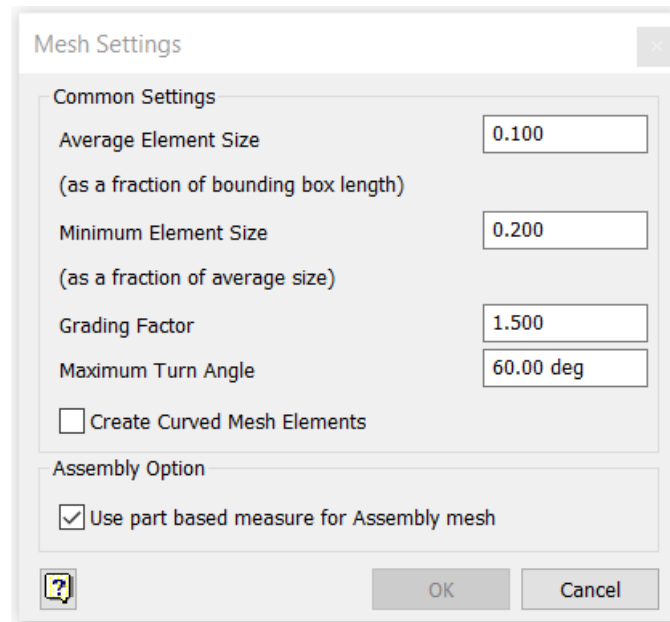 Mesh Settings
Common Settings
Average Element Size 0.100
(as a fraction of bounding box length)
Minimum Element Size 0.200
(as a fraction of average size)
Grading Factor 1.500
Maximum Turn Angle 60.00 deg
Create Curved Mesh Elements
Assembly Option
Use part based measure for Assembly mesh
? OK Cancel